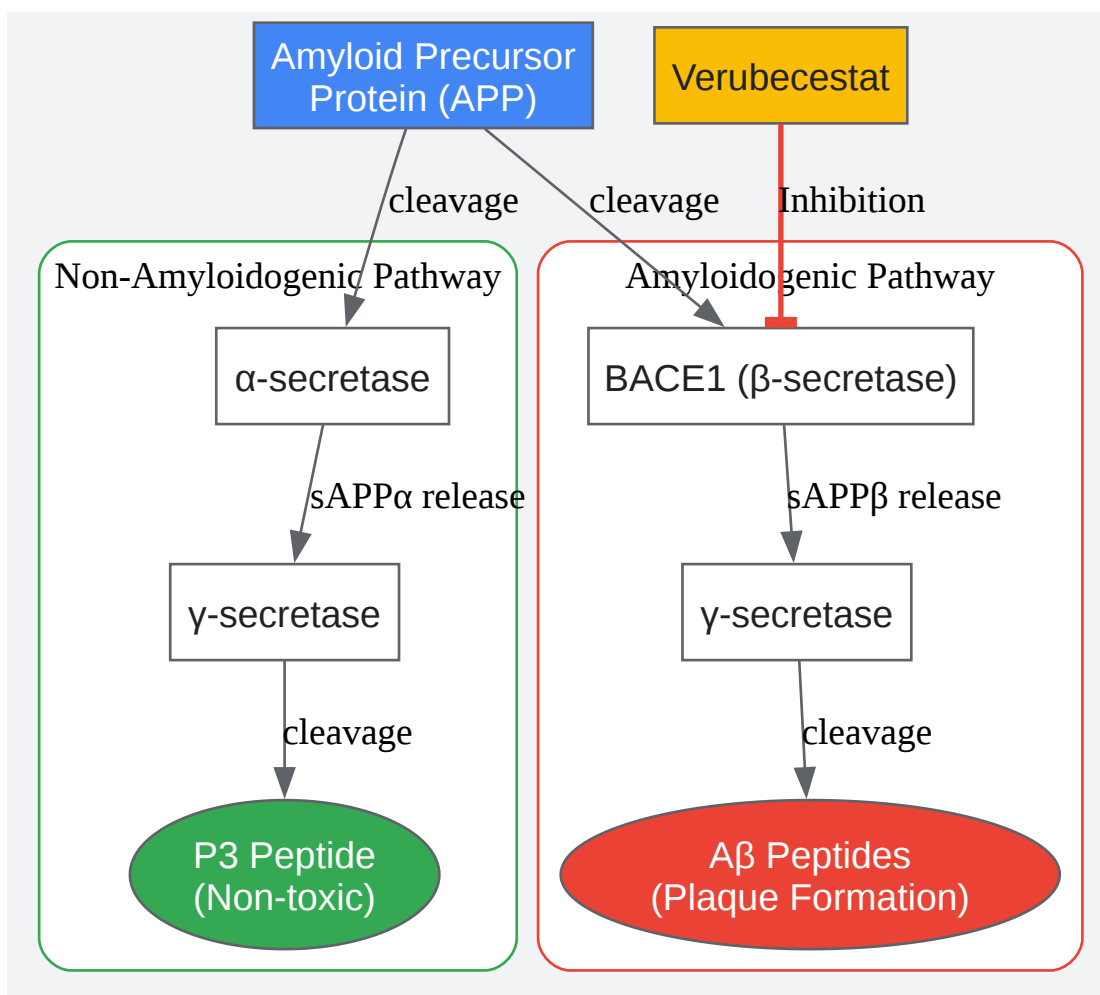 Amyloid Precursor
Protein (APP)
Verubecestat
cleavage
cleavage
Inhibition
Non-Amyloidogenic Pathway
Amyloidogenic Pathway
α-secretase
BACE1 (β-secretase)
sAPPα release
sAPPβ release
γ-secretase
γ-secretase
cleavage
cleavage
P3 Peptide
(Non-toxic)
Aβ Peptides
(Plaque Formation)